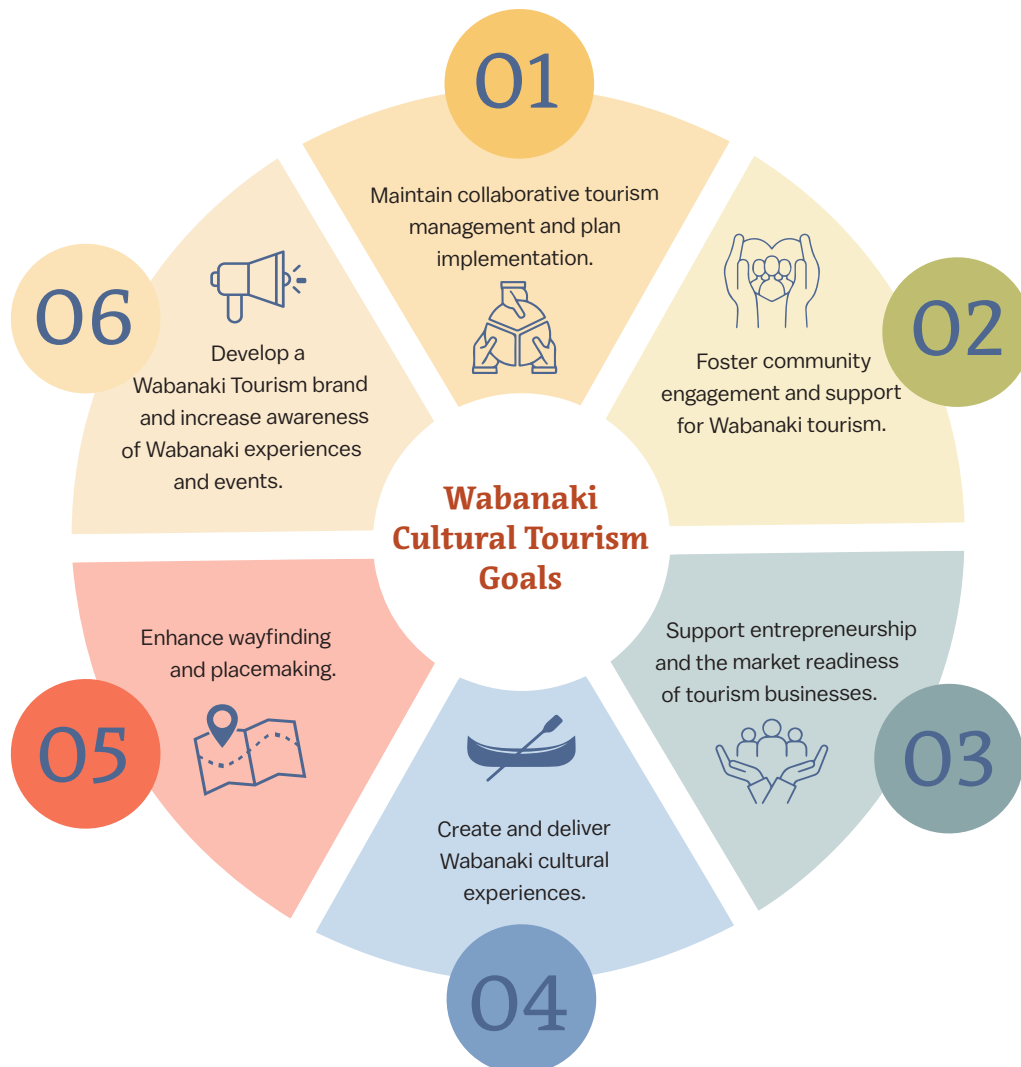 Wabanaki
Cultural Tourism
Goals
01
Maintain collaborative tourism
management and plan
implementation.
02
Foster community
engagement and support
for Wabanaki tourism.
03
Support entrepreneurship
and the market readiness
of tourism businesses.
04
Create and deliver
Wabanaki cultural
experiences.
05
Enhance wayfinding
and placemaking.
06
Develop a
Wabanaki Tourism brand
and increase awareness
of Wabanaki experiences
and events.